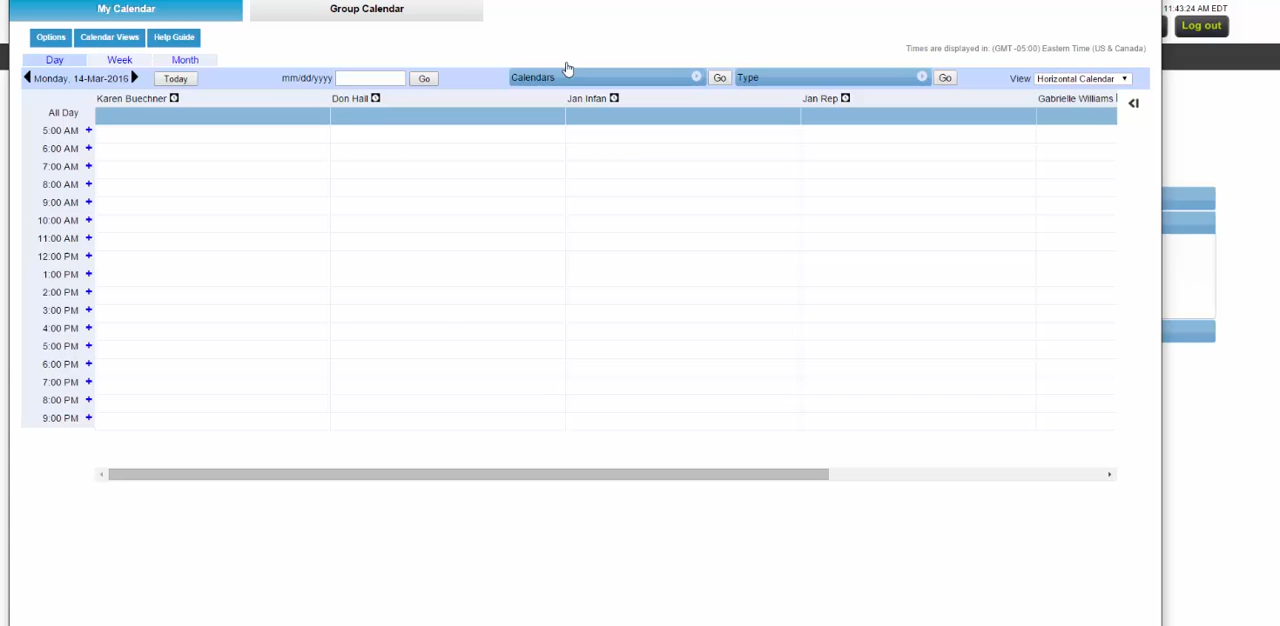 My Calendar
Group Calendar
11:43:24 AM EDT
Log out
Options
Calendar Views
Help Guide
Times are displayed in: (GMT -05:00) Eastern Time (US & Canada)
Day
Week
Month
Monday, 14-Mar-2016
Today
mm/dd/yyyy
Go
Calendars
Go
Type
Go
View
Horizontal Calendar
Karen Buechner
Don Hall
Jan Infan
Jan Rep
Gabrielle Williams
All Day
5:00 AM +
6:00 AM +
7:00 AM +
8:00 AM +
9:00 AM +
10:00 AM +
11:00 AM +
12:00 PM +
1:00 PM +
2:00 PM +
3:00 PM +
4:00 PM +
5:00 PM +
6:00 PM +
7:00 PM +
8:00 PM +
9:00 PM +